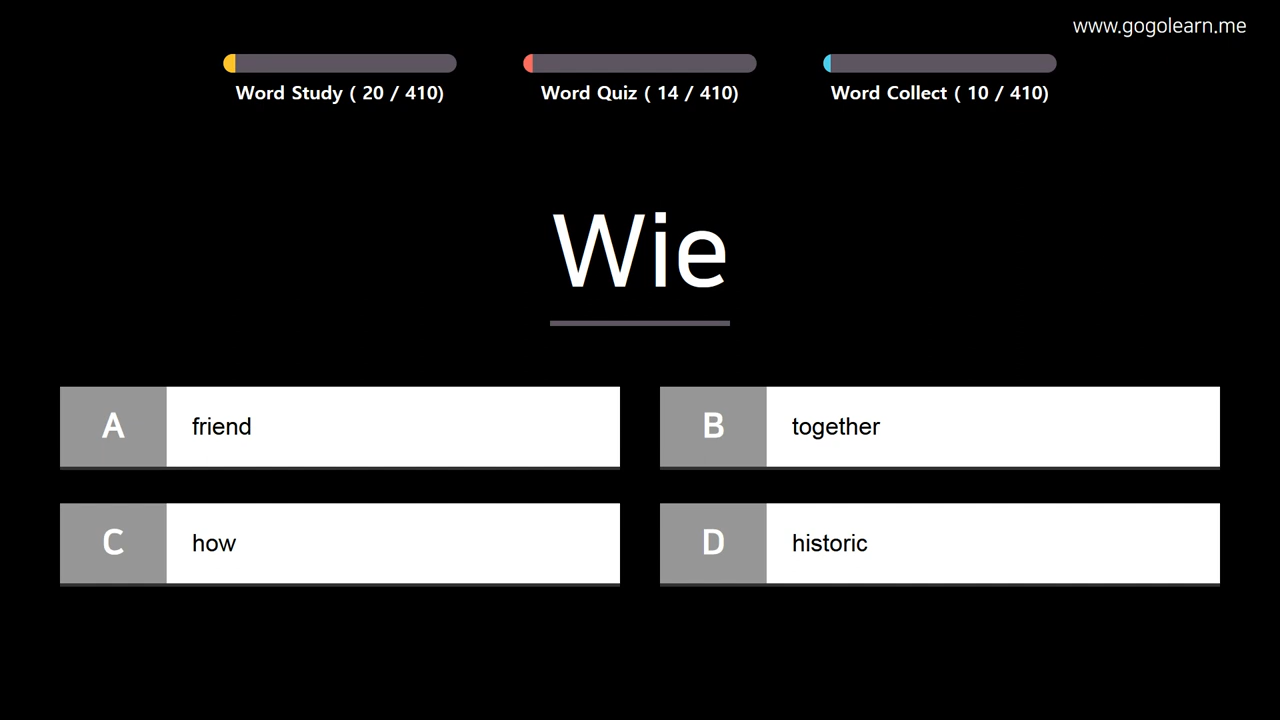 www.gogolearn.me
Word Study ( 20 / 410)
Word Quiz ( 14 / 410)
Word Collect ( 10 / 410)
Wie
A friend
B together
C how
D historic